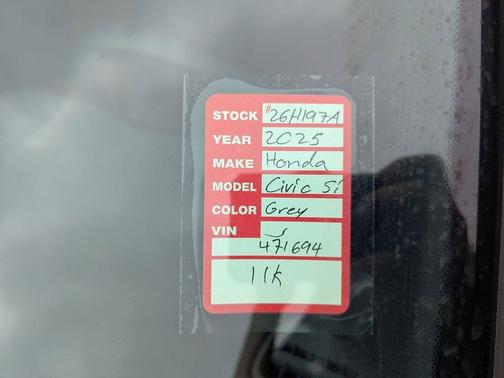 STOCK #26H197A
YEAR 2025
MAKE Honda
MODEL Civic Si
COLOR Grey
VIN
471694
11K